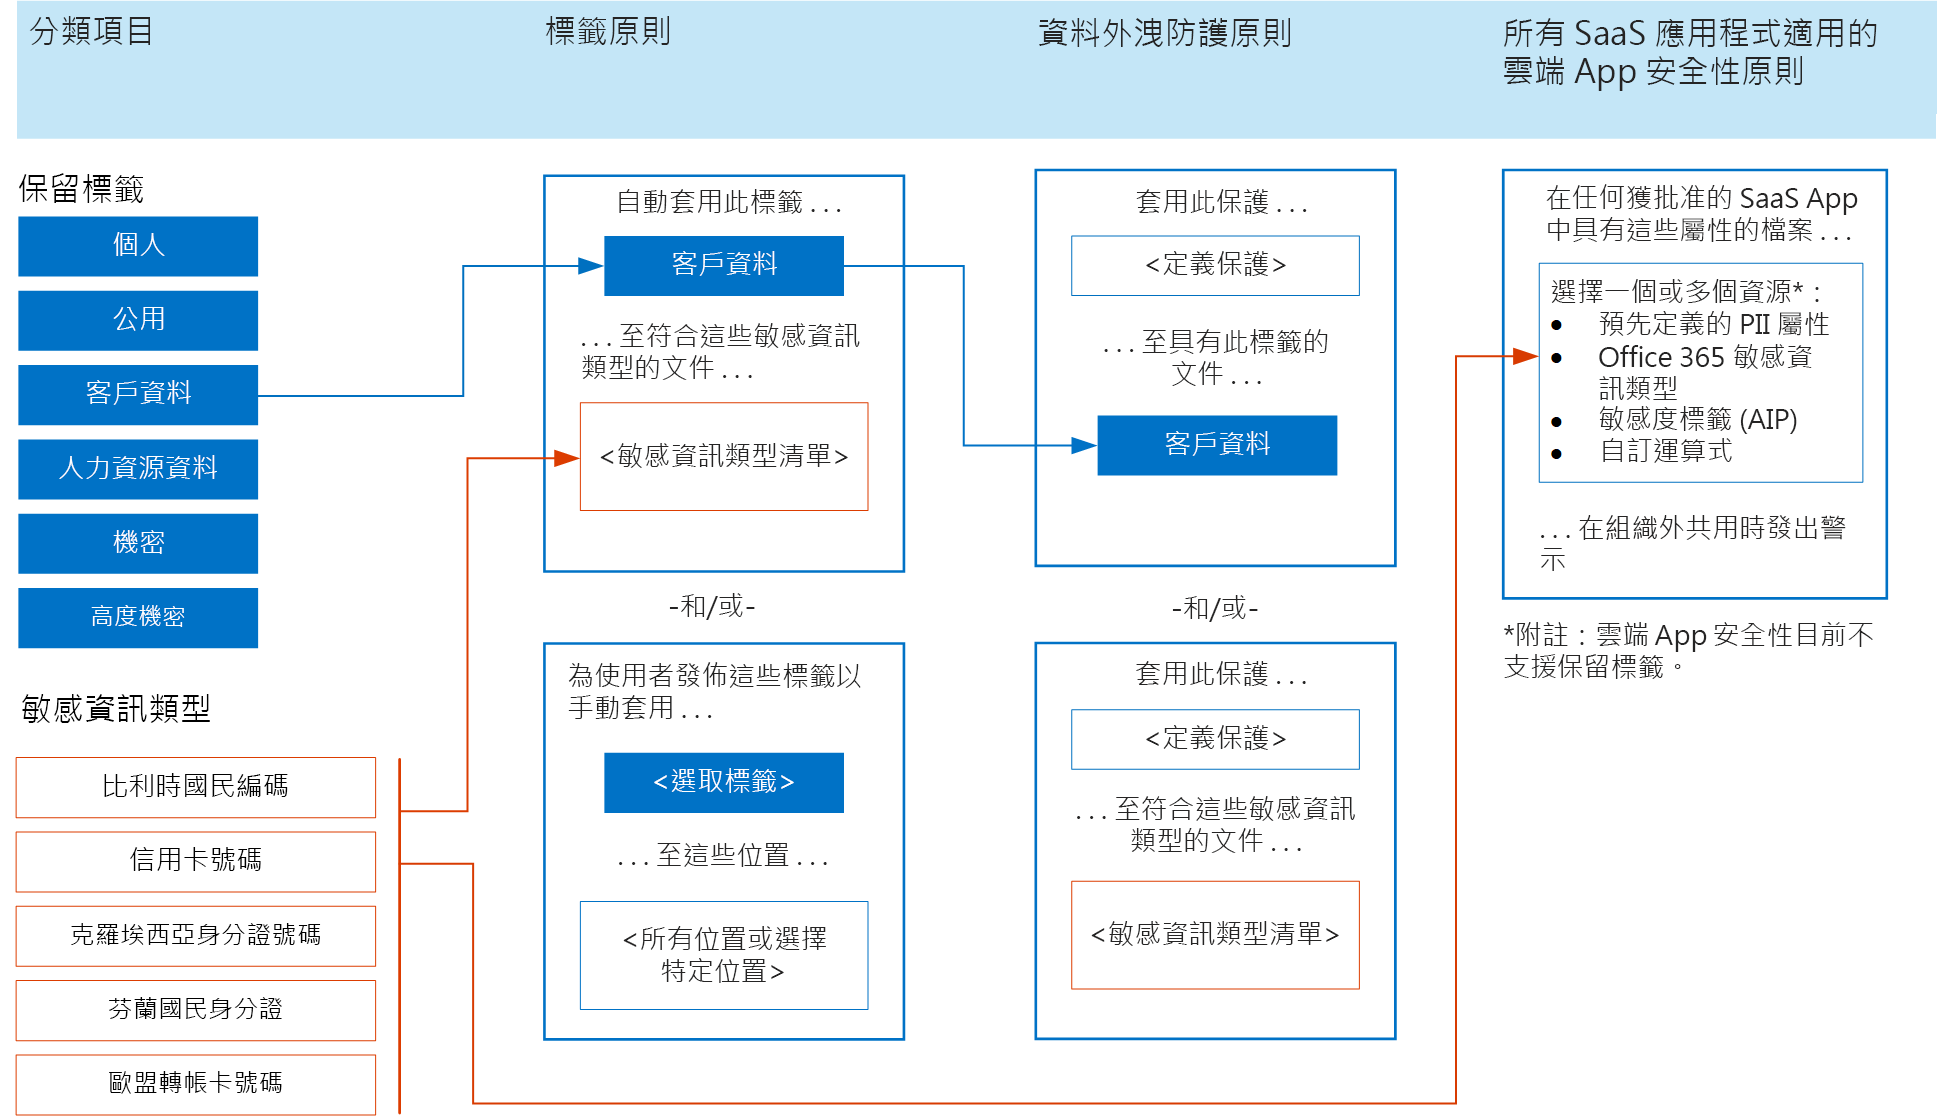 分類項目
標籤原則
資料外洩防護原則
所有 SaaS 應用程式適用的
雲端 App 安全性原則
保留標籤
個人
公用
客戶資料
人力資源資料
機密
高度機密
敏感資訊類型
比利時國民編碼
信用卡號碼
克羅埃西亞身分證號碼
芬蘭國民身分證
歐盟轉帳卡號碼
自動套用此標籤 . . .
客戶資料
. . . 至符合這些敏感資訊
類型的文件 . . .
<敏感資訊類型清單>
-和/或-
為使用者發佈這些標籤以
手動套用 . . .
<選取標籤>
. . . 至這些位置 . . .
<所有位置或選擇
特定位置>
套用此保護 . . .
<定義保護>
. . . 至具有此標籤的
文件 . . .
客戶資料
-和/或-
套用此保護 . . .
<定義保護>
. . . 至符合這些敏感資訊
類型的文件 . . .
<敏感資訊類型清單>
在任何獲批准的 SaaS App
中具有這些屬性的檔案 . . .
選擇一個或多個資源*：
● 預先定義的 PII 屬性
● Office 365 敏感資
訊類型
● 敏感度標籤 (AIP)
● 自訂運算式
. . . 在組織外共用時發出警
示
*附註：雲端 App 安全性目前不
支援保留標籤。